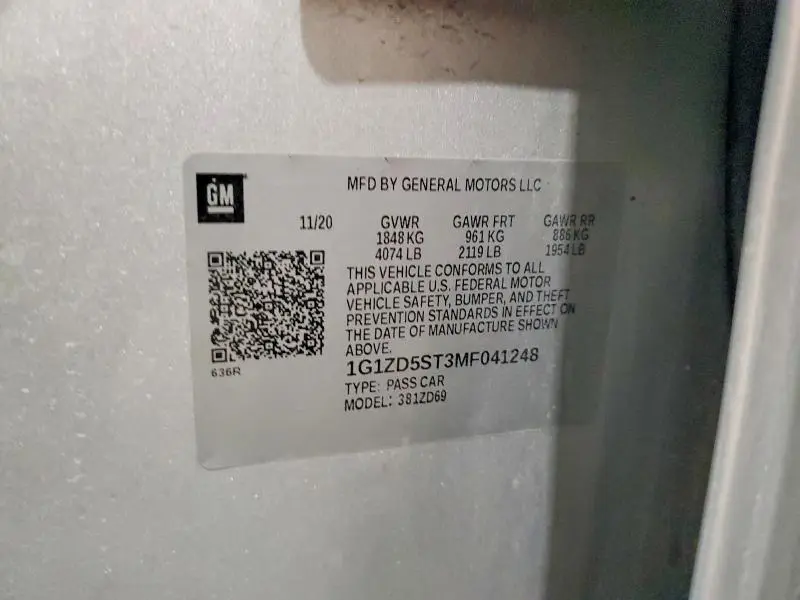 GM
MFD BY GENERAL MOTORS LLC
11/20 GVWR GAWR FRT GAWR RR
1848 KG 961 KG 886 KG
4074 LB 2119 LB 1954 LB
THIS VEHICLE CONFORMS TO ALL
APPLICABLE U.S. FEDERAL MOTOR
VEHICLE SAFETY, BUMPER, AND THEFT
PREVENTION STANDARDS IN EFFECT ON
THE DATE OF MANUFACTURE SHOWN
ABOVE.
636R
1G1ZD5ST3MF041248
TYPE: PASS CAR
MODEL: 381ZD69